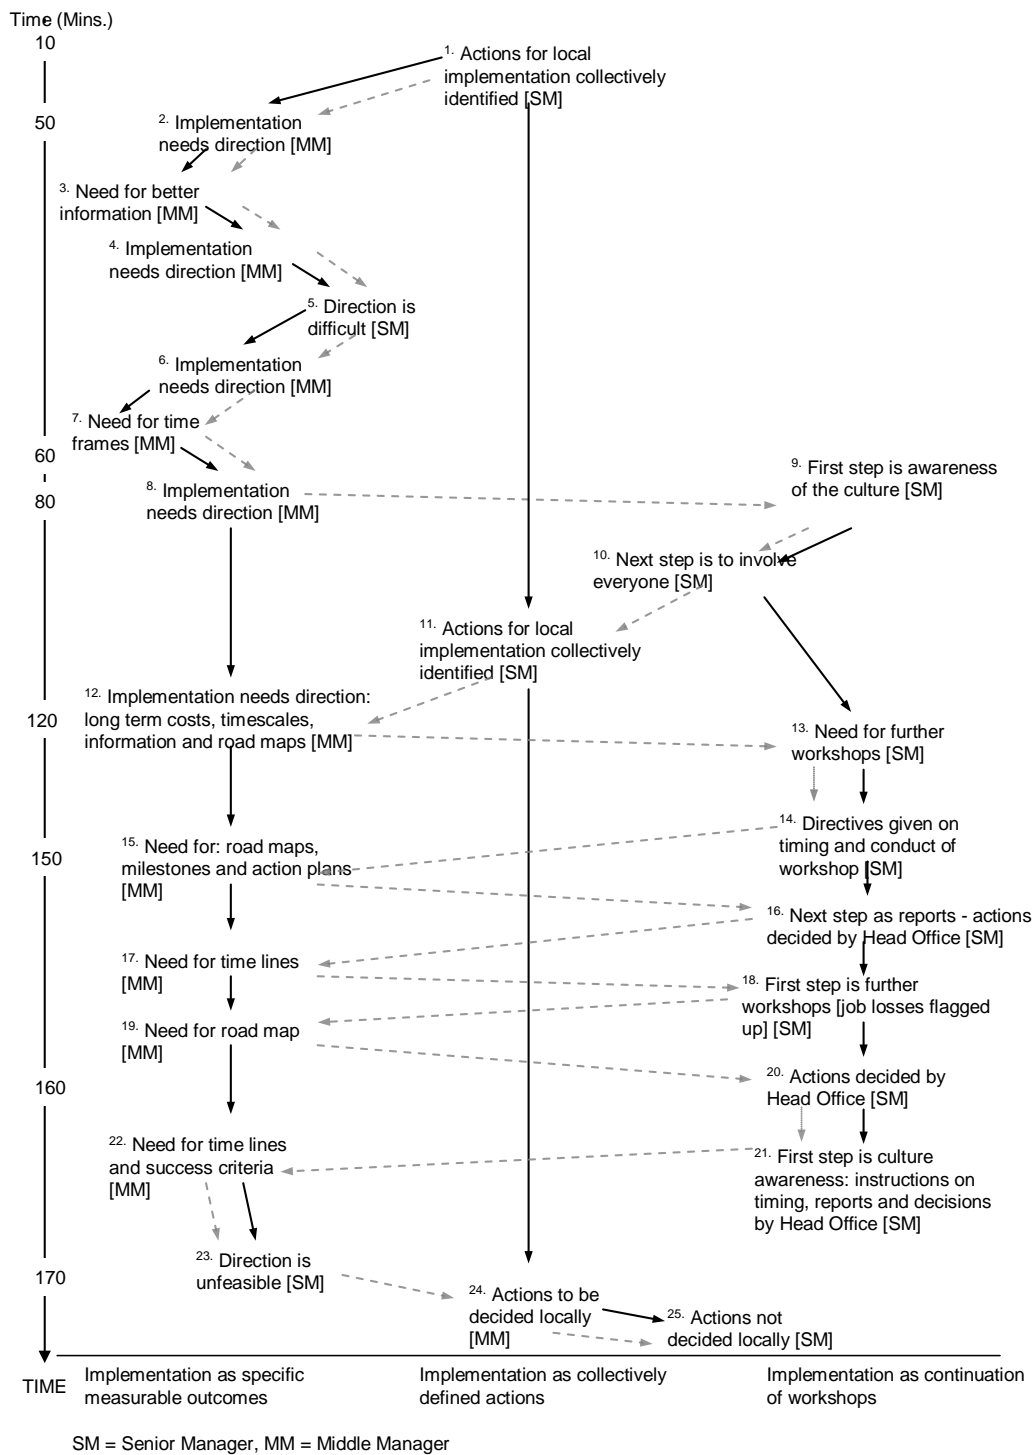 Time (Mins.)
10
1. Actions for local
implementation collectively
identified [SM]
50
2. Implementation
needs direction [MM]
3. Need for better
information [MM]
4. Implementation
needs direction [MM]
5. Direction is
difficult [SM]
6. Implementation
needs direction [MM]
7. Need for time
frames [MM]
60
8. Implementation
needs direction [MM]
80
9. First step is awareness
of the culture [SM]
10. Next step is to involve
everyone [SM]
11. Actions for local
implementation collectively
identified [SM]
12. Implementation needs direction:
long term costs, timescales,
information and road maps [MM]
120
13. Need for further
workshops [SM]
14. Directives given on
timing and conduct of
workshop [SM]
15. Need for: road maps,
milestones and action plans
[MM]
150
16. Next step as reports - actions
decided by Head Office [SM]
17. Need for time lines
[MM]
18. First step is further
workshops [job losses flagged
up] [SM]
19. Need for road map
[MM]
20. Actions decided by
Head Office [SM]
160
21. First step is culture
awareness: instructions on
timing, reports and decisions
by Head Office [SM]
22. Need for time lines
and success criteria
[MM]
23. Direction is
unfeasible [SM]
170
24. Actions to be
decided locally
[MM]
25. Actions not
decided locally [SM]
TIME
Implementation as specific
measurable outcomes
Implementation as collectively
defined actions
Implementation as continuation
of workshops
SM = Senior Manager, MM = Middle Manager